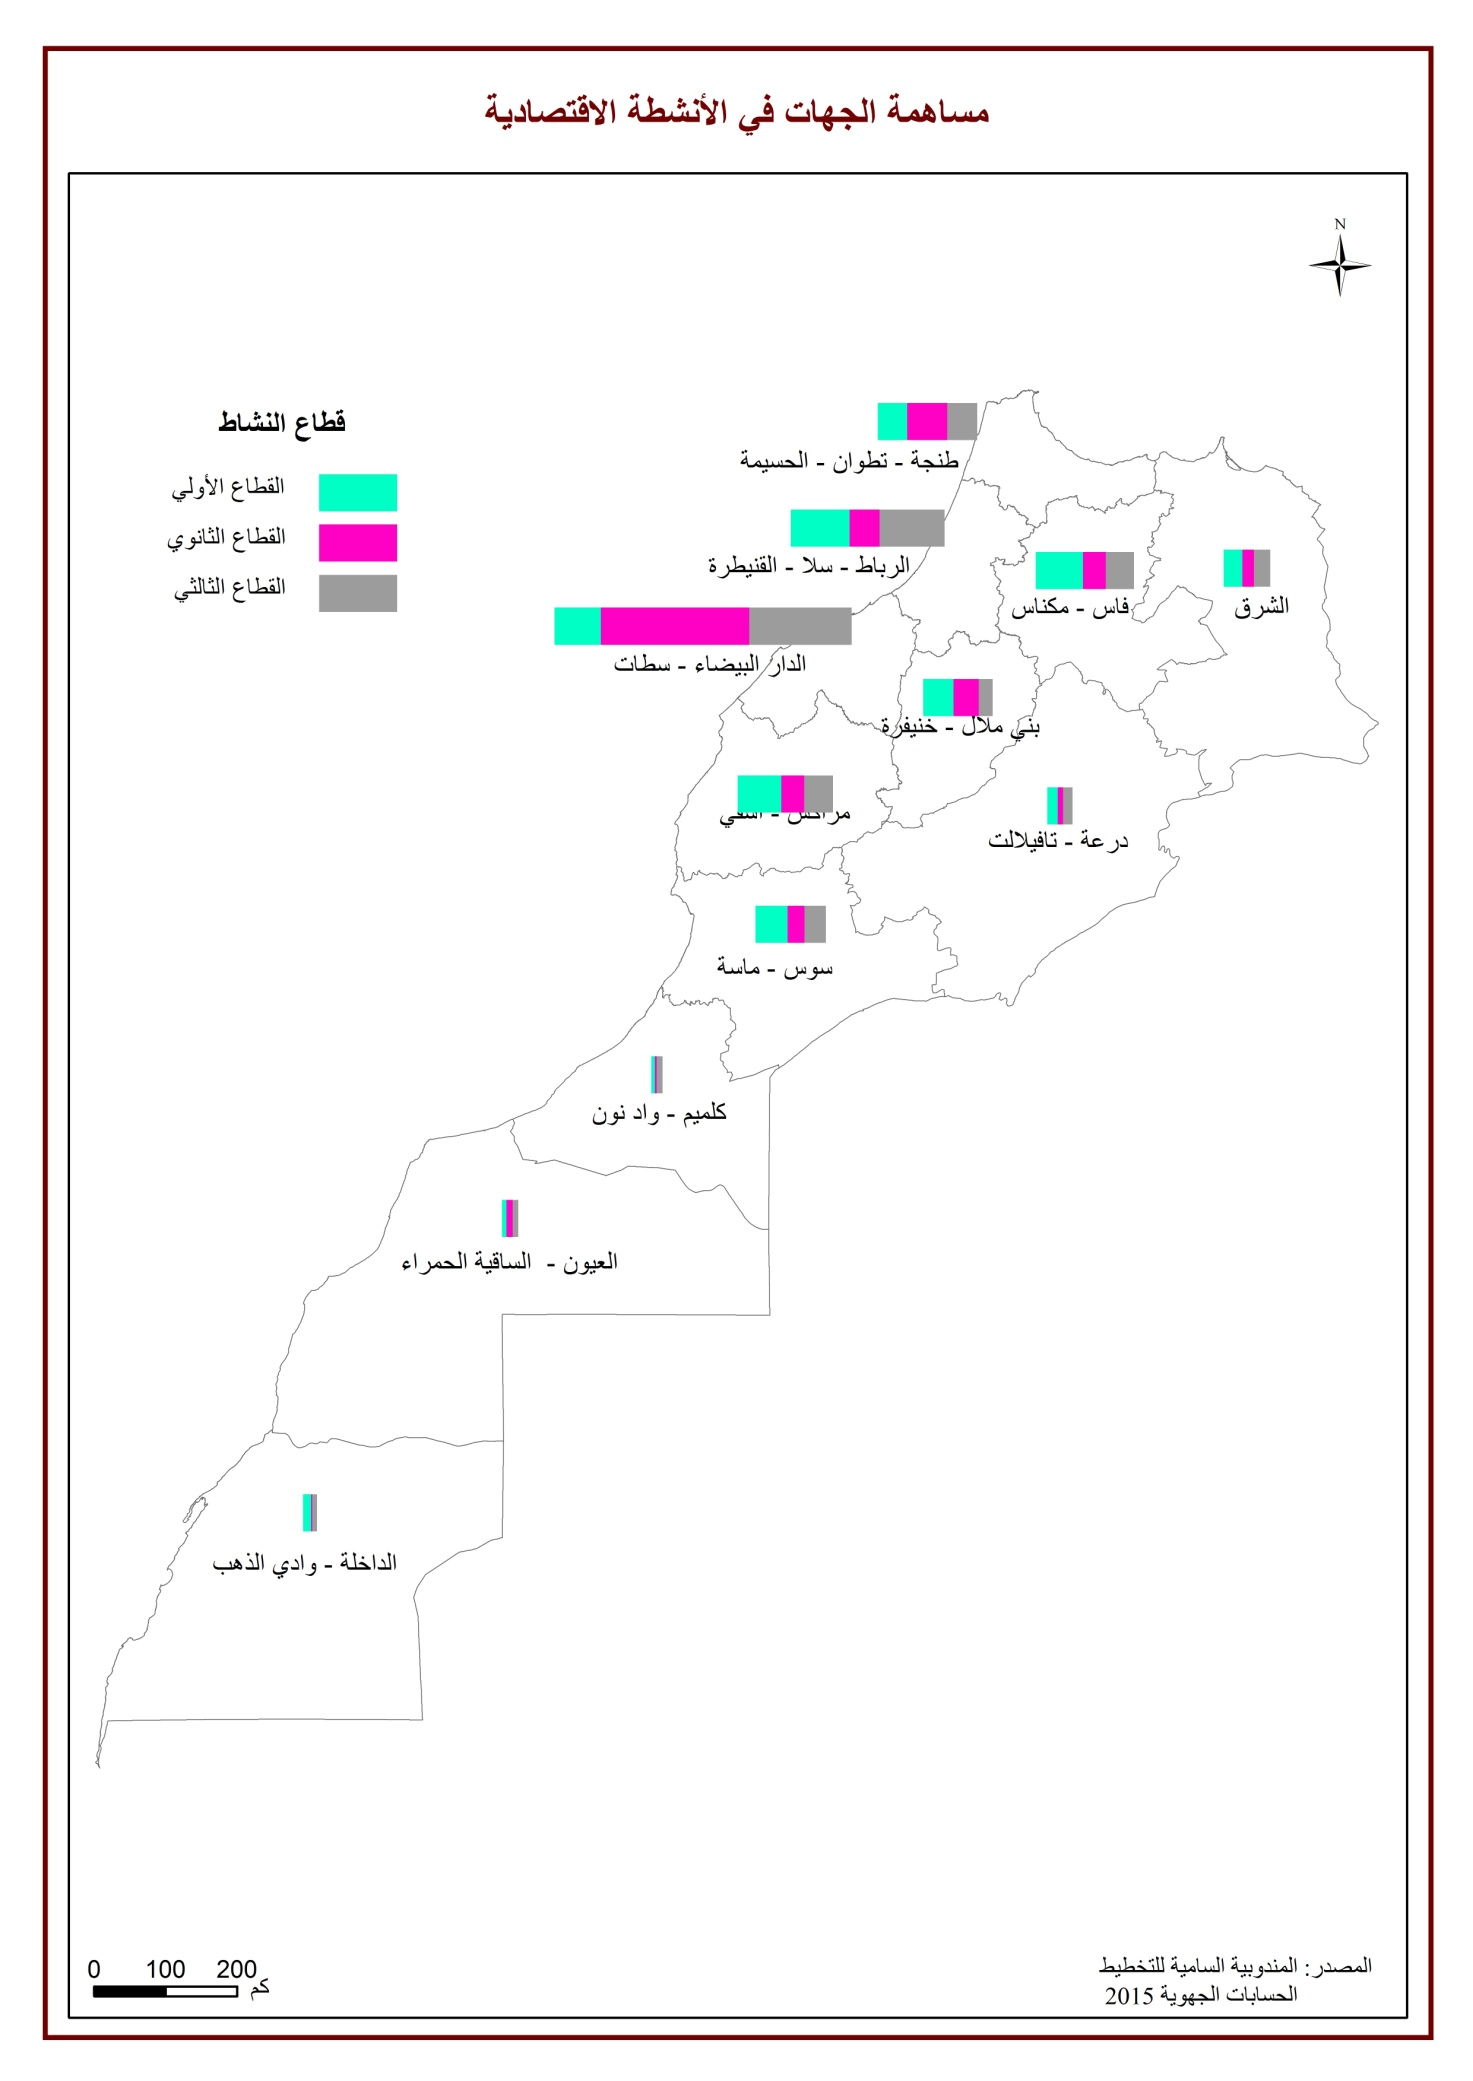 مساهمة الجهات في الأنشطة الاقتصادية
N
قطاع النشاط
القطاع الأولي
القطاع الثانوي
القطاع الثالثي
طنجة - تطوان - الحسيمة
الرباط - سلا - القنيطرة
فاس - مكناس
الشرق
الدار البيضاء - سطات
بني ملال - خنيفرة
مراكش - اسفي
درعة - تافيلالت
سوس - ماسة
كلميم - واد نون
العيون - الساقية الحمراء
الداخلة - وادي الذهب
0 100 200
كم
المصدر: المندوبية السامية للتخطيط
الحسابات الجهوية 2015